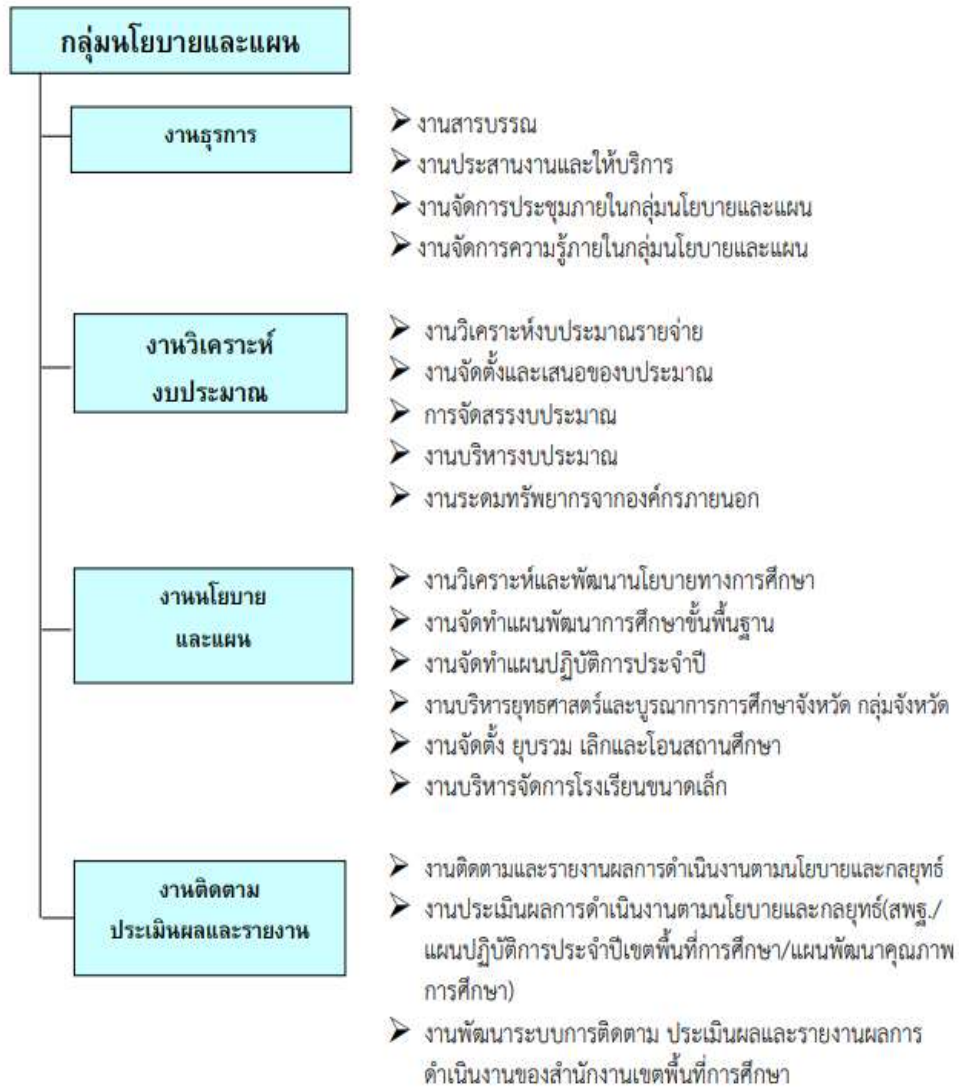 กลุ่มนโยบายและแผน
งานธุรการ
➢ งานสารบรรณ
➢ งานประสานงานและให้บริการ
➢ งานจัดการประชุมภายในกลุ่มนโยบายและแผน
➢ งานจัดการความรู้ภายในกลุ่มนโยบายและแผน
งานวิเคราะห์
งบประมาณ
➢ งานวิเคราะห์งบประมาณรายจ่าย
➢ งานจัดตั้งและเสนอของบประมาณ
➢ การจัดสรรงบประมาณ
➢ งานบริหารงบประมาณ
➢ งานระดมทรัพยากรจากองค์กรภายนอก
งานนโยบาย
และแผน
➢ งานวิเคราะห์และพัฒนานโยบายทางการศึกษา
➢ งานจัดทำแผนพัฒนาการศึกษาขั้นพื้นฐาน
➢ งานจัดทำแผนปฏิบัติการประจำปี
➢ งานบริหารยุทธศาสตร์และบูรณาการการศึกษาจังหวัด กลุ่มจังหวัด
➢ งานจัดตั้ง ยุบรวม เลิกและโอนสถานศึกษา
➢ งานบริหารจัดการโรงเรียนขนาดเล็ก
งานติดตาม
ประเมินผลและรายงาน
➢ งานติดตามและรายงานผลการดำเนินงานตามนโยบายและกลยุทธ์
➢ งานประเมินผลการดำเนินงานตามนโยบายและกลยุทธ์(สพฐ./
แผนปฏิบัติการประจำปีเขตพื้นที่การศึกษา/แผนพัฒนาคุณภาพ
การศึกษา)
➢ งานพัฒนาระบบการติดตาม ประเมินผลและรายงานผลการ
ดำเนินงานของสำนักงานเขตพื้นที่การศึกษา